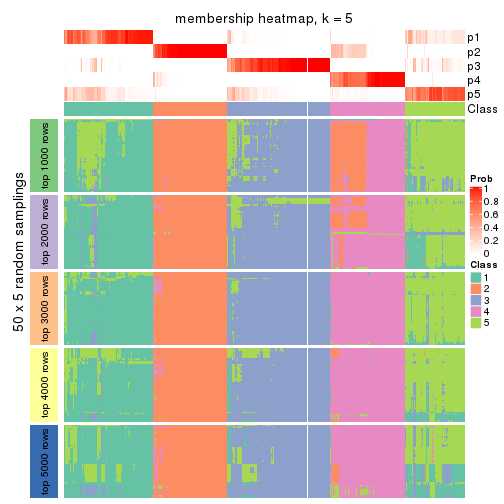 membership heatmap, k = 5
p1
p2
p3
p4
p5
Class
50 x 5 random samplings
top 1000 rows
top 2000 rows
top 3000 rows
top 4000 rows
top 5000 rows
Prob
1
0.8
0.6
0.4
0.2
0
Class
1
2
3
4
5